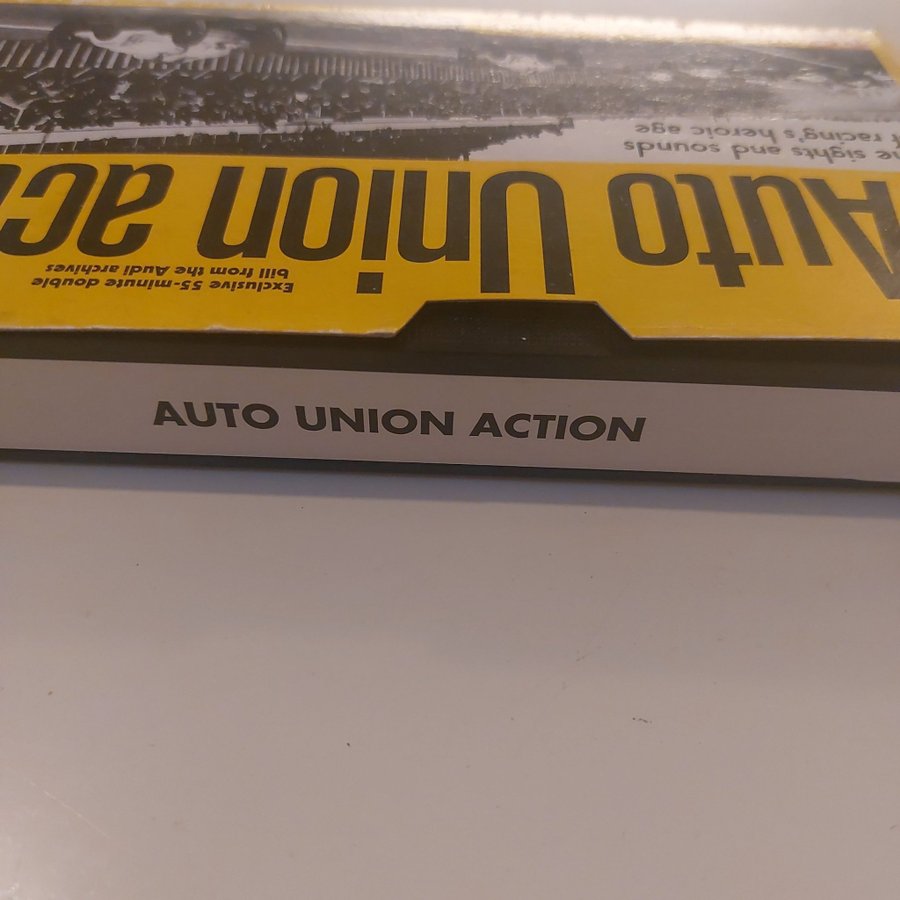 Auto Union ac
Exclusive 55-minute double
bill from the Audi archives
sights and sounds
racing's heroic age
AUTO UNION ACTION